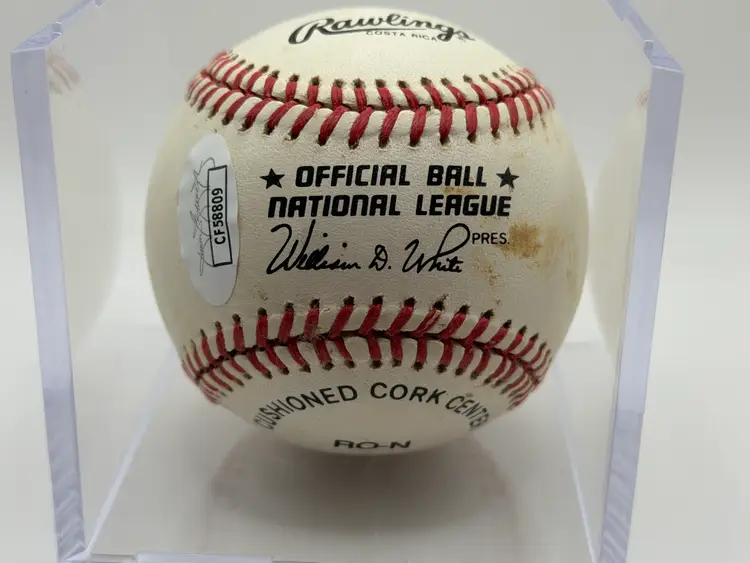 Rawlings
COSTA RICA
★ OFFICIAL BALL ★
NATIONAL LEAGUE
William D. White PRES.
CF58809
CUSHIONED CORK CENTER
RO-N